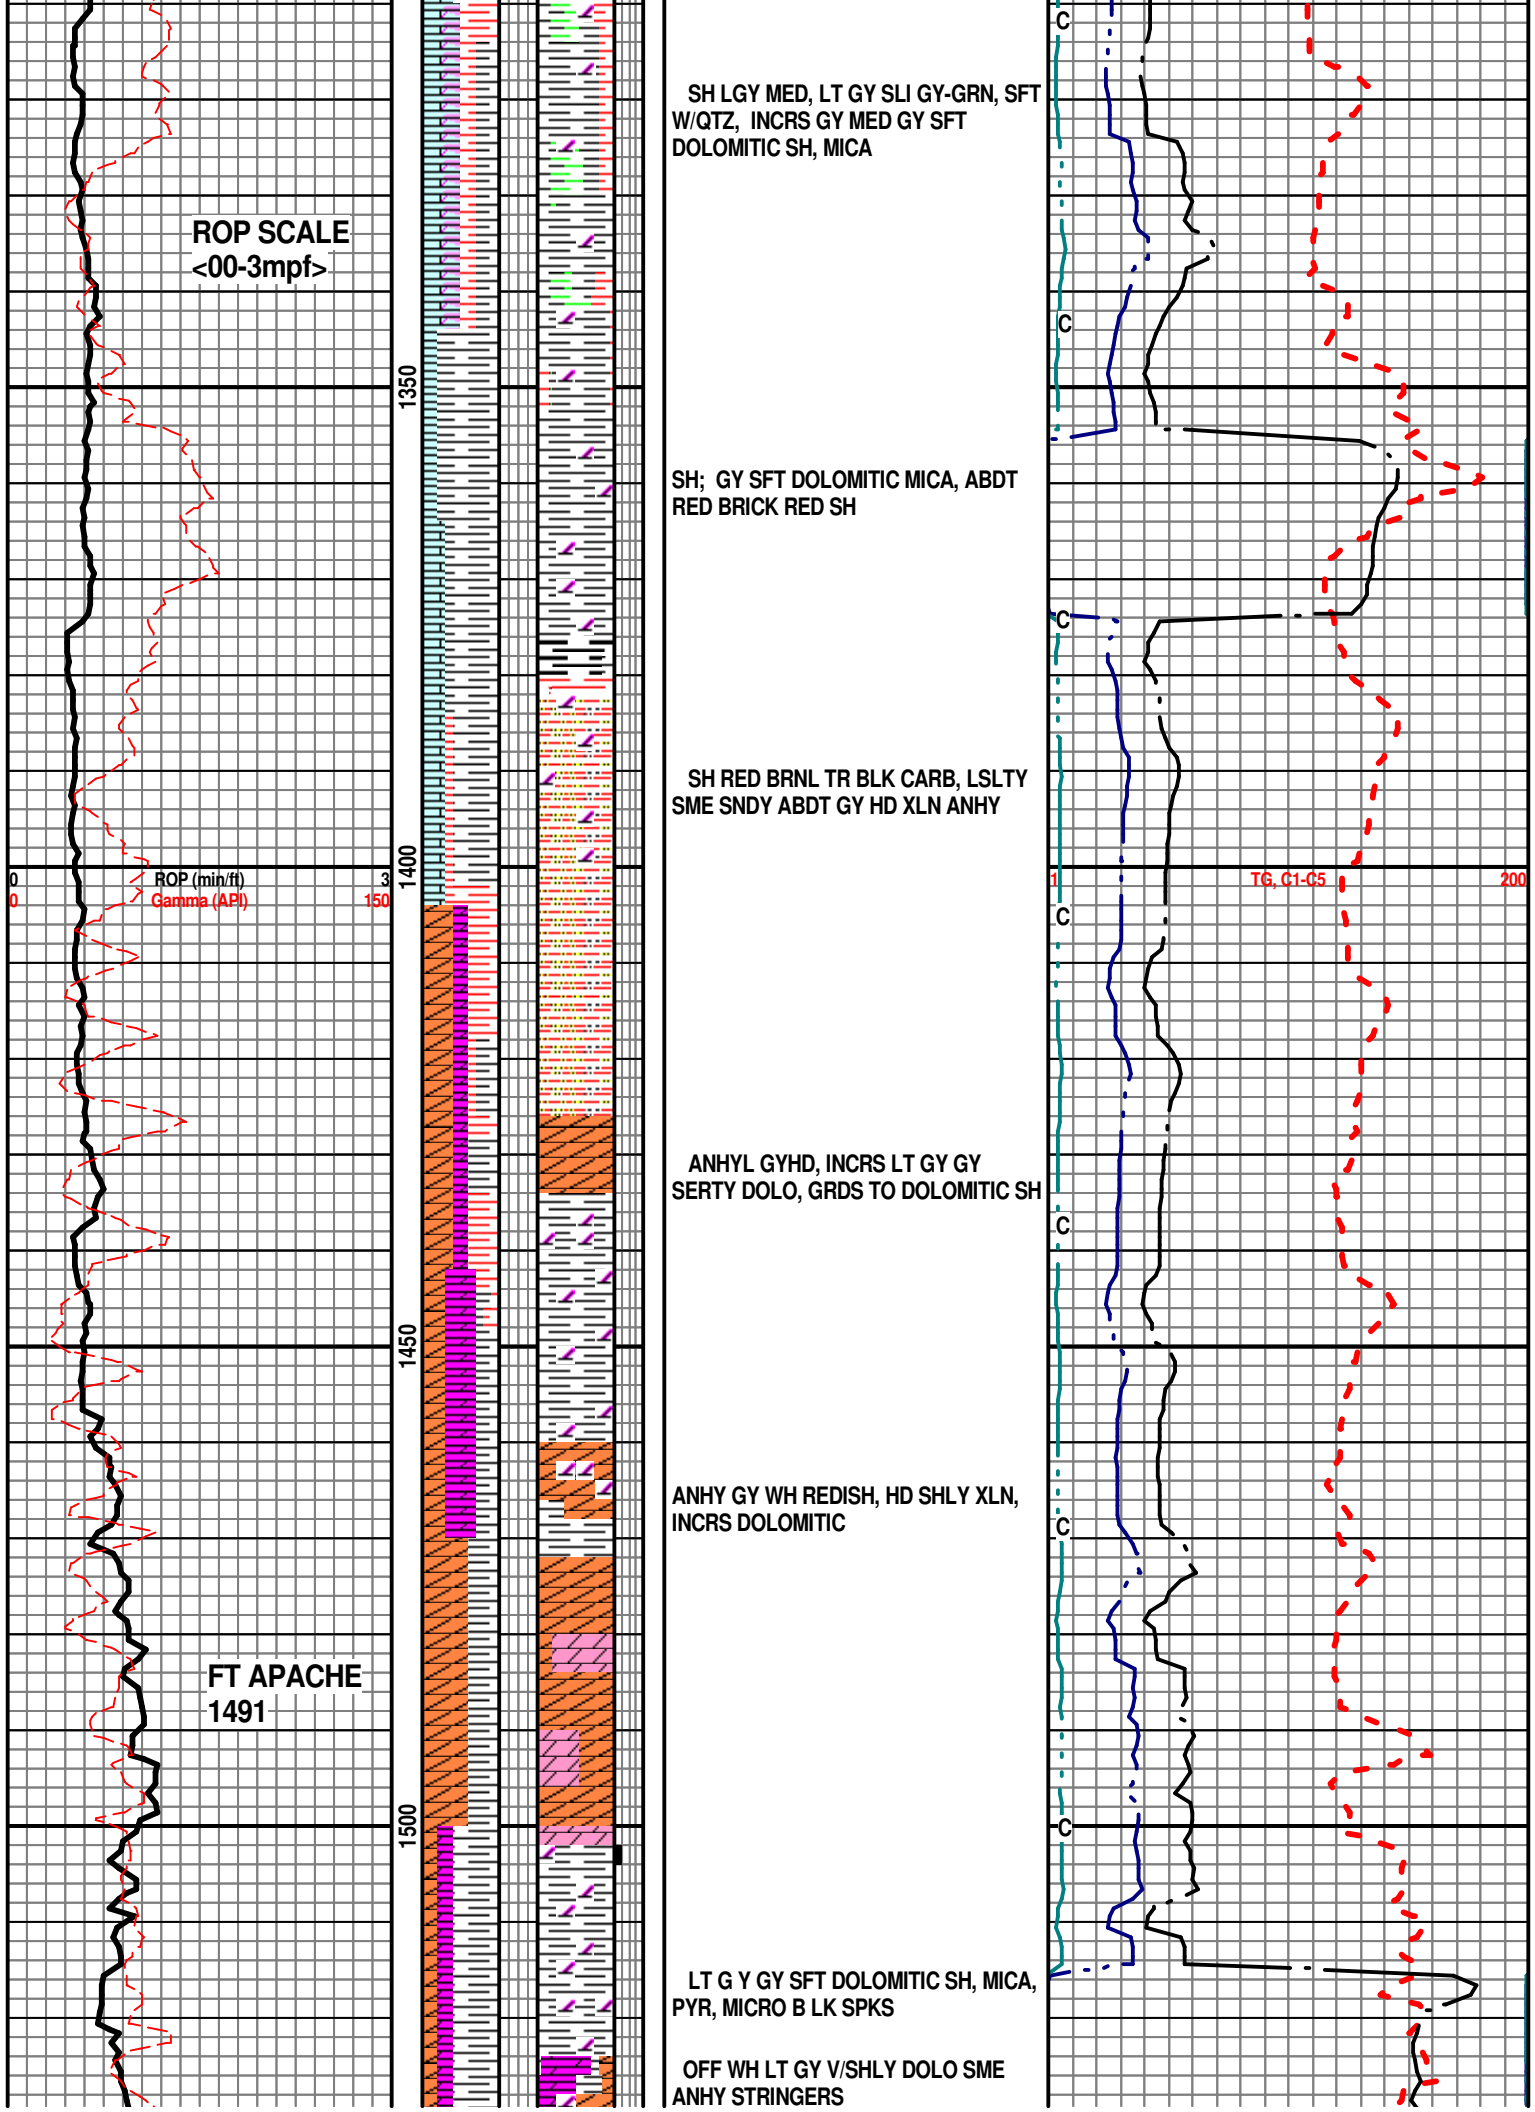 C
SH LGY MED, LT GY SLI GY-GRN, SFT
W/QTZ, INCRS GY MED GY SFT
DOLOMITIC SH, MICA
ROP SCALE
<00-3mpf>
C
1350
SH; GY SFT DOLOMITIC MICA, ABDT
RED BRICK RED SH
C
SH RED BRNL TR BLK CARB, LSLTY
SME SNDY ABDT GY HD XLN ANHY
1400
0 ROP (min/ft) 3
0 Gamma (API) 150
1 TG, C1-C5 200
C
ANHYL GYHD, INCRS LT GY GY
SERTY DOLO, GRDS TO DOLOMITIC SH
C
1450
ANHY GY WH REDISH, HD SHLY XLN,
INCRS DOLOMITIC
C
FT APACHE
1491
1500
C
LT G Y GY SFT DOLOMITIC SH, MICA,
PYR, MICRO B LK SPKS
OFF WH LT GY V/SHLY DOLO SME
ANHY STRINGERS